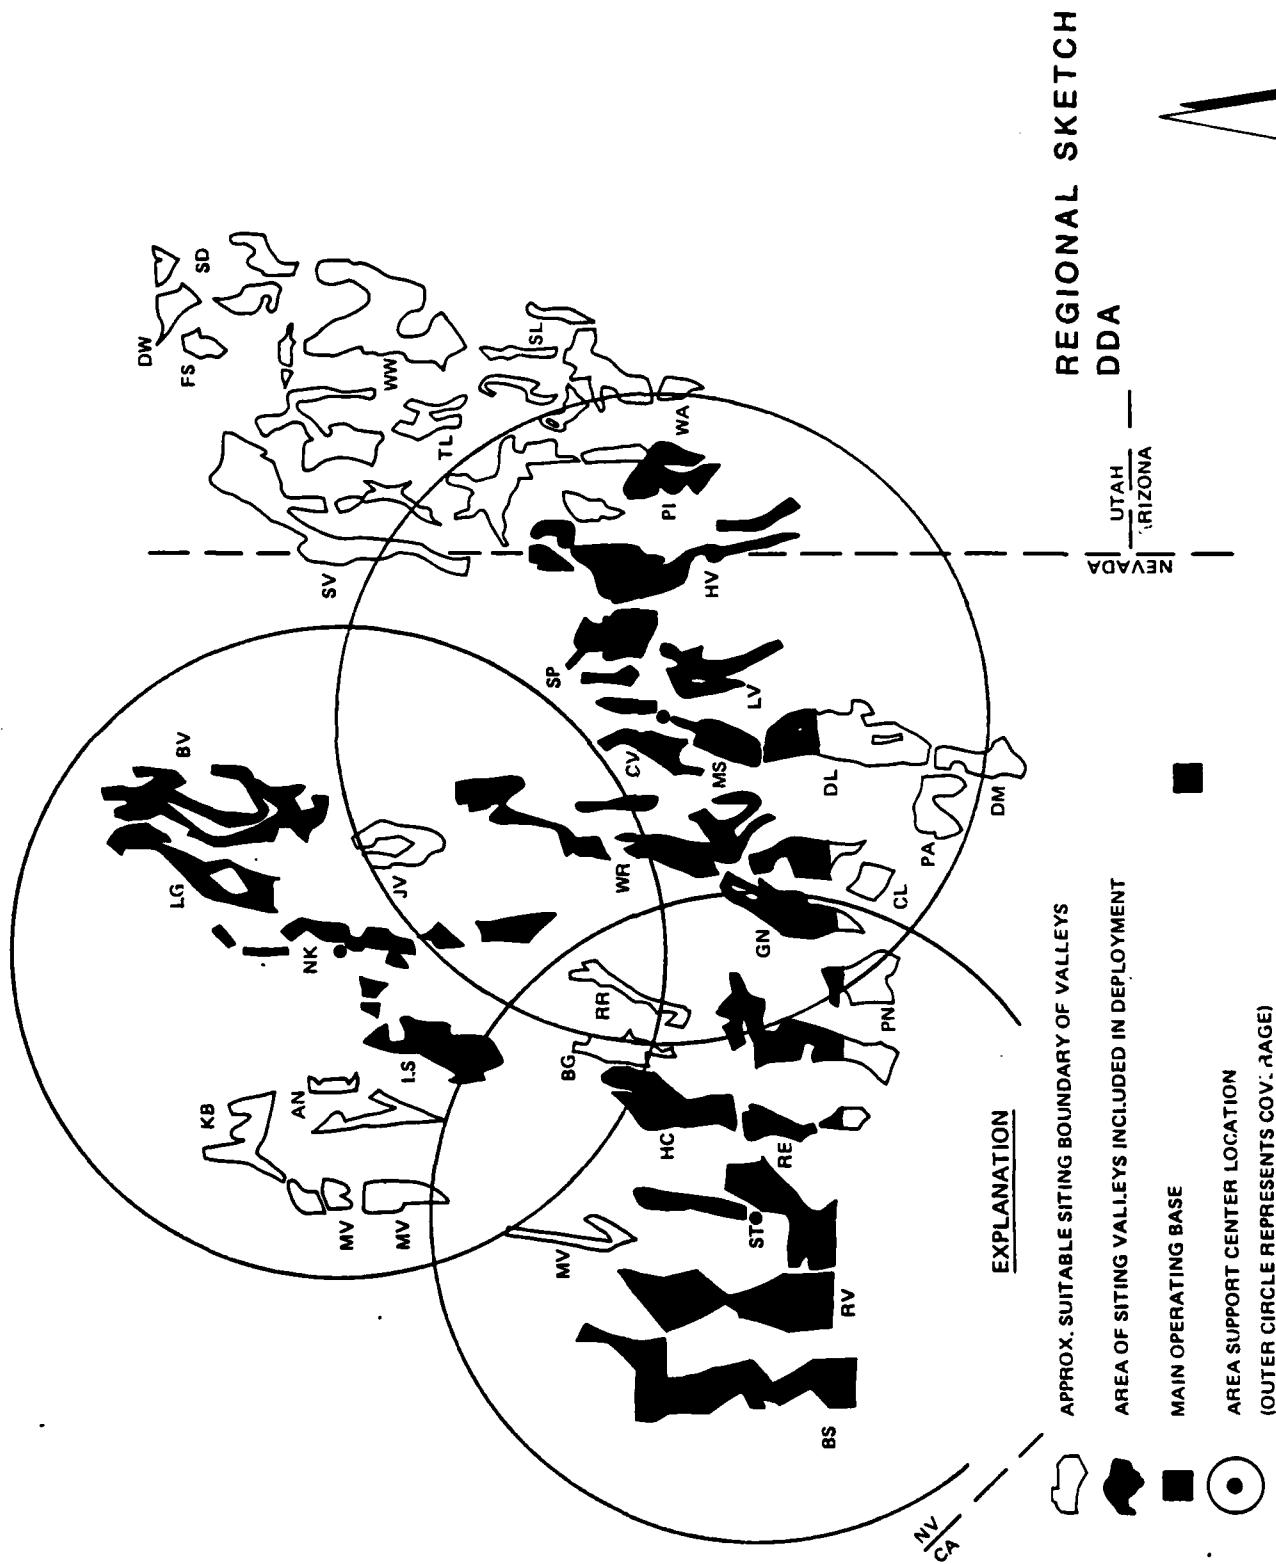 REGIONAL SKETCH
DDA
DW
SD
FS
WW
SL
TL
WA
SV
PI
HV
UTAH
NEVADA
SP
LV
BV
CV
MS
DL
DM
LG
JV
WR
PA
CL
NK
GN
RR
PN
LS
BG
AN
KB
HC
RE
MV
MV
MV
ST
RV
BS
NV
CA
EXPLANATION
APPROX. SUITABLE SITING BOUNDARY OF VALLEYS
AREA OF SITING VALLEYS INCLUDED IN DEPLOYMENT
MAIN OPERATING BASE
AREA SUPPORT CENTER LOCATION
(OUTER CIRCLE REPRESENTS